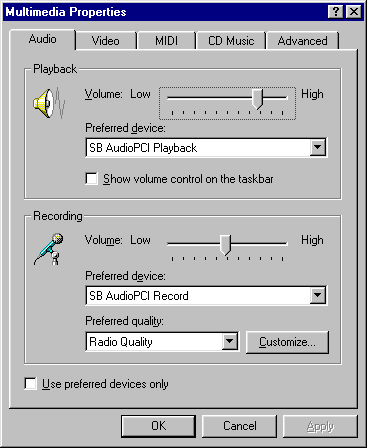 Multimedia Properties
Audio Video MIDI CD Music Advanced
Playback
Volume: Low High
Preferred device:
SB AudioPCI Playback
Show volume control on the taskbar
Recording
Volume: Low High
Preferred device:
SB AudioPCI Record
Preferred quality:
Radio Quality Customize...
Use preferred devices only
OK Cancel Apply